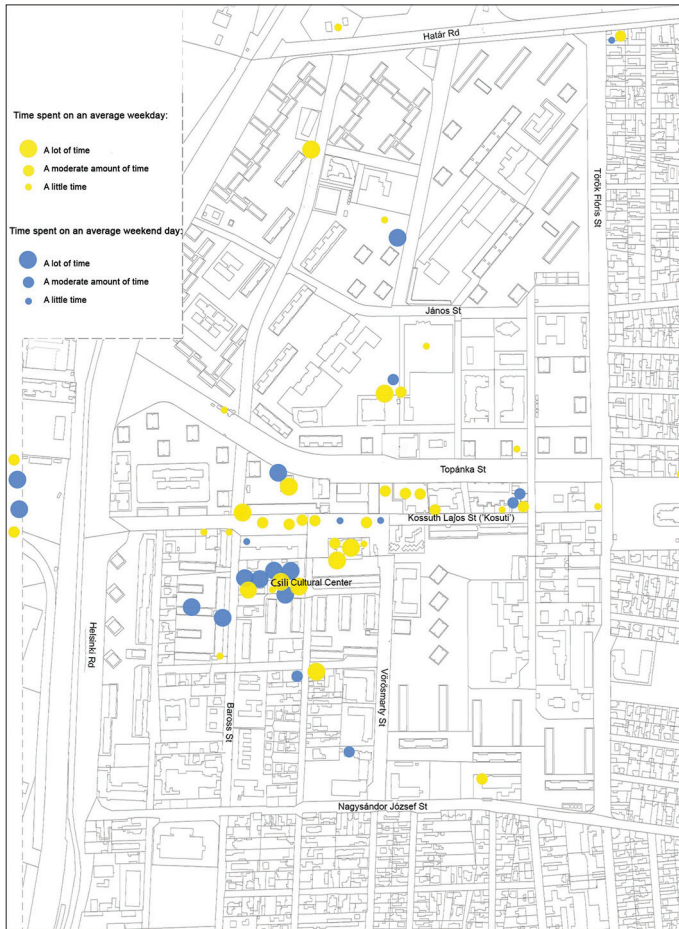 Határ Rd
Time spent on an average weekday:
A lot of time
A moderate amount of time
A little time
Török Flóris St
Time spent on an average weekend day:
A lot of time
A moderate amount of time
A little time
János St
Topánka St
Kossuth Lajos St ('Kosuti')
Csili Cultural Center
Helsinki Rd
Baross St
Vörösmarty St
Nagysándor József St